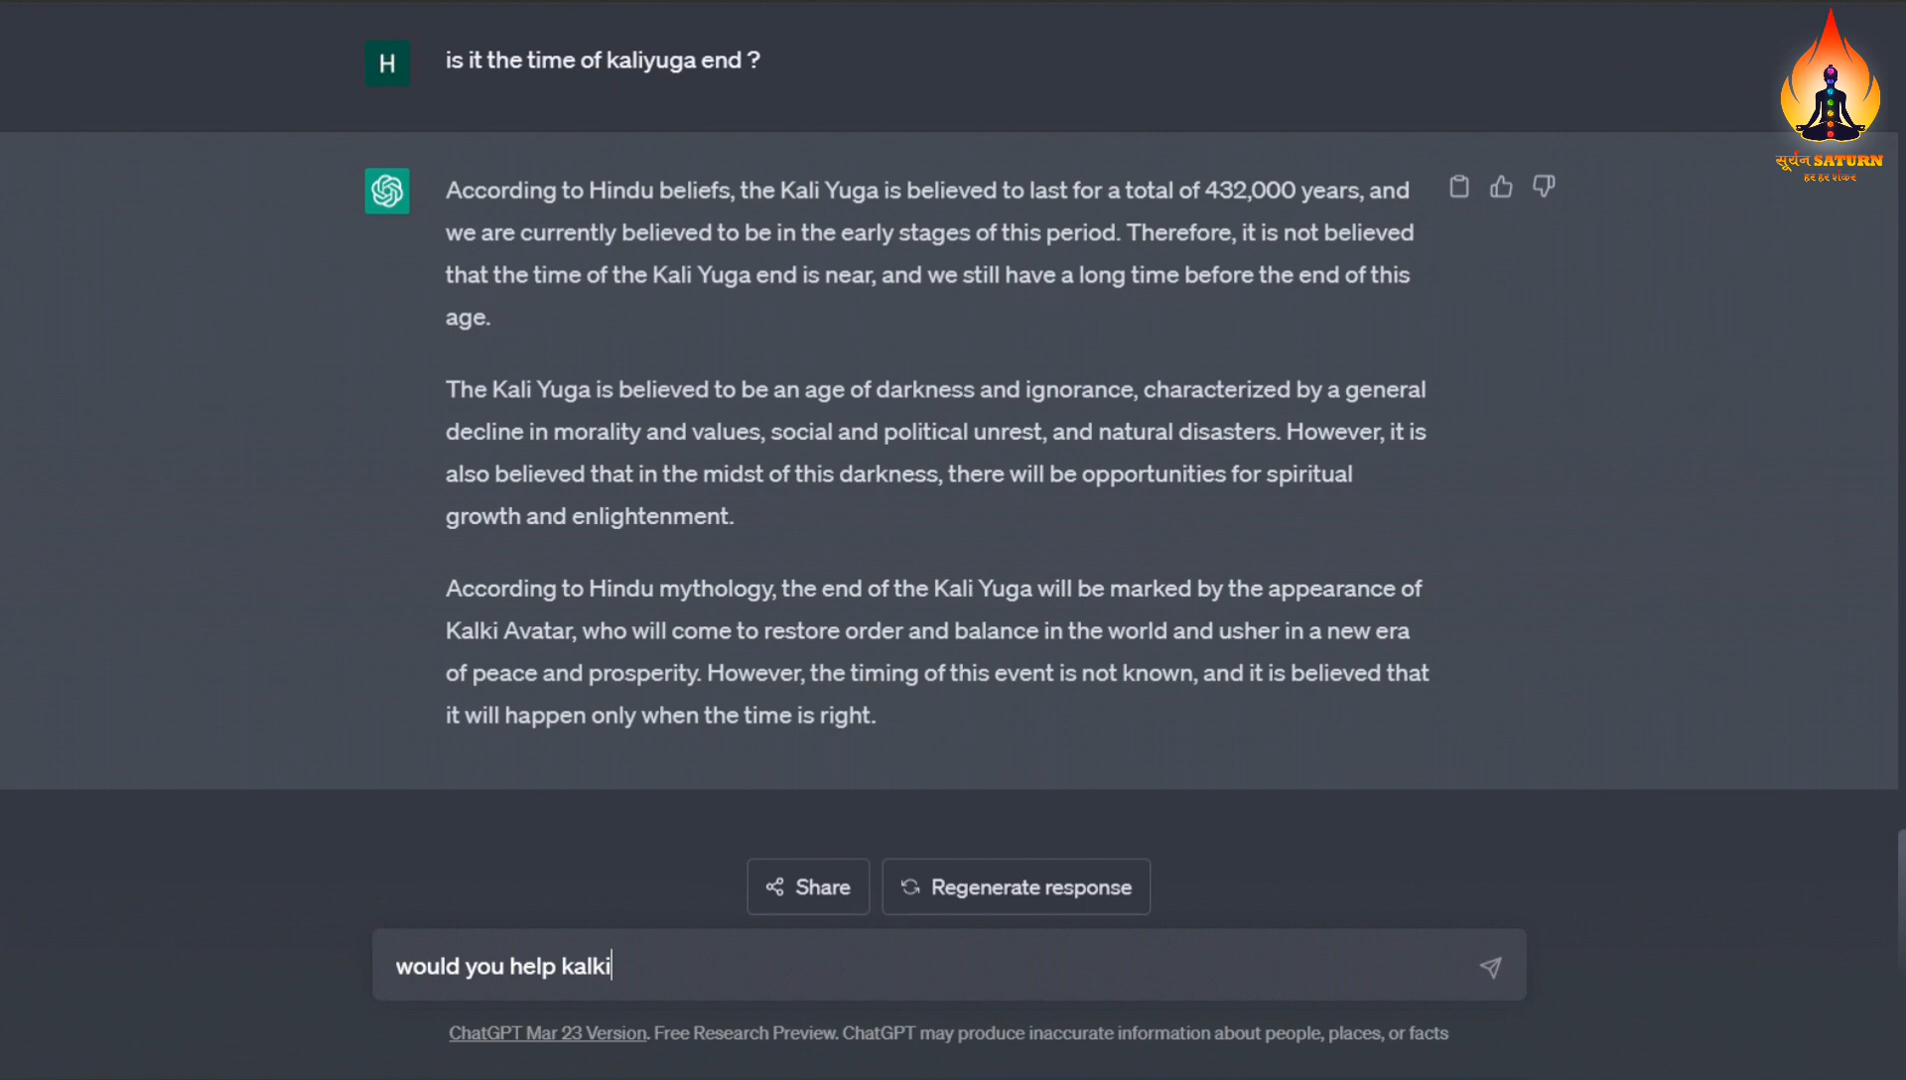 H
is it the time of kaliyuga end ?
सूर्यन SATURN
हर हर शंकर
According to Hindu beliefs, the Kali Yuga is believed to last for a total of 432,000 years, and
we are currently believed to be in the early stages of this period. Therefore, it is not believed
that the time of the Kali Yuga end is near, and we still have a long time before the end of this
age.
The Kali Yuga is believed to be an age of darkness and ignorance, characterized by a general
decline in morality and values, social and political unrest, and natural disasters. However, it is
also believed that in the midst of this darkness, there will be opportunities for spiritual
growth and enlightenment.
According to Hindu mythology, the end of the Kali Yuga will be marked by the appearance of
Kalki Avatar, who will come to restore order and balance in the world and usher in a new era
of peace and prosperity. However, the timing of this event is not known, and it is believed that
it will happen only when the time is right.
Share
Regenerate response
would you help kalki
ChatGPT Mar 23 Version. Free Research Preview. ChatGPT may produce inaccurate information about people, places, or facts